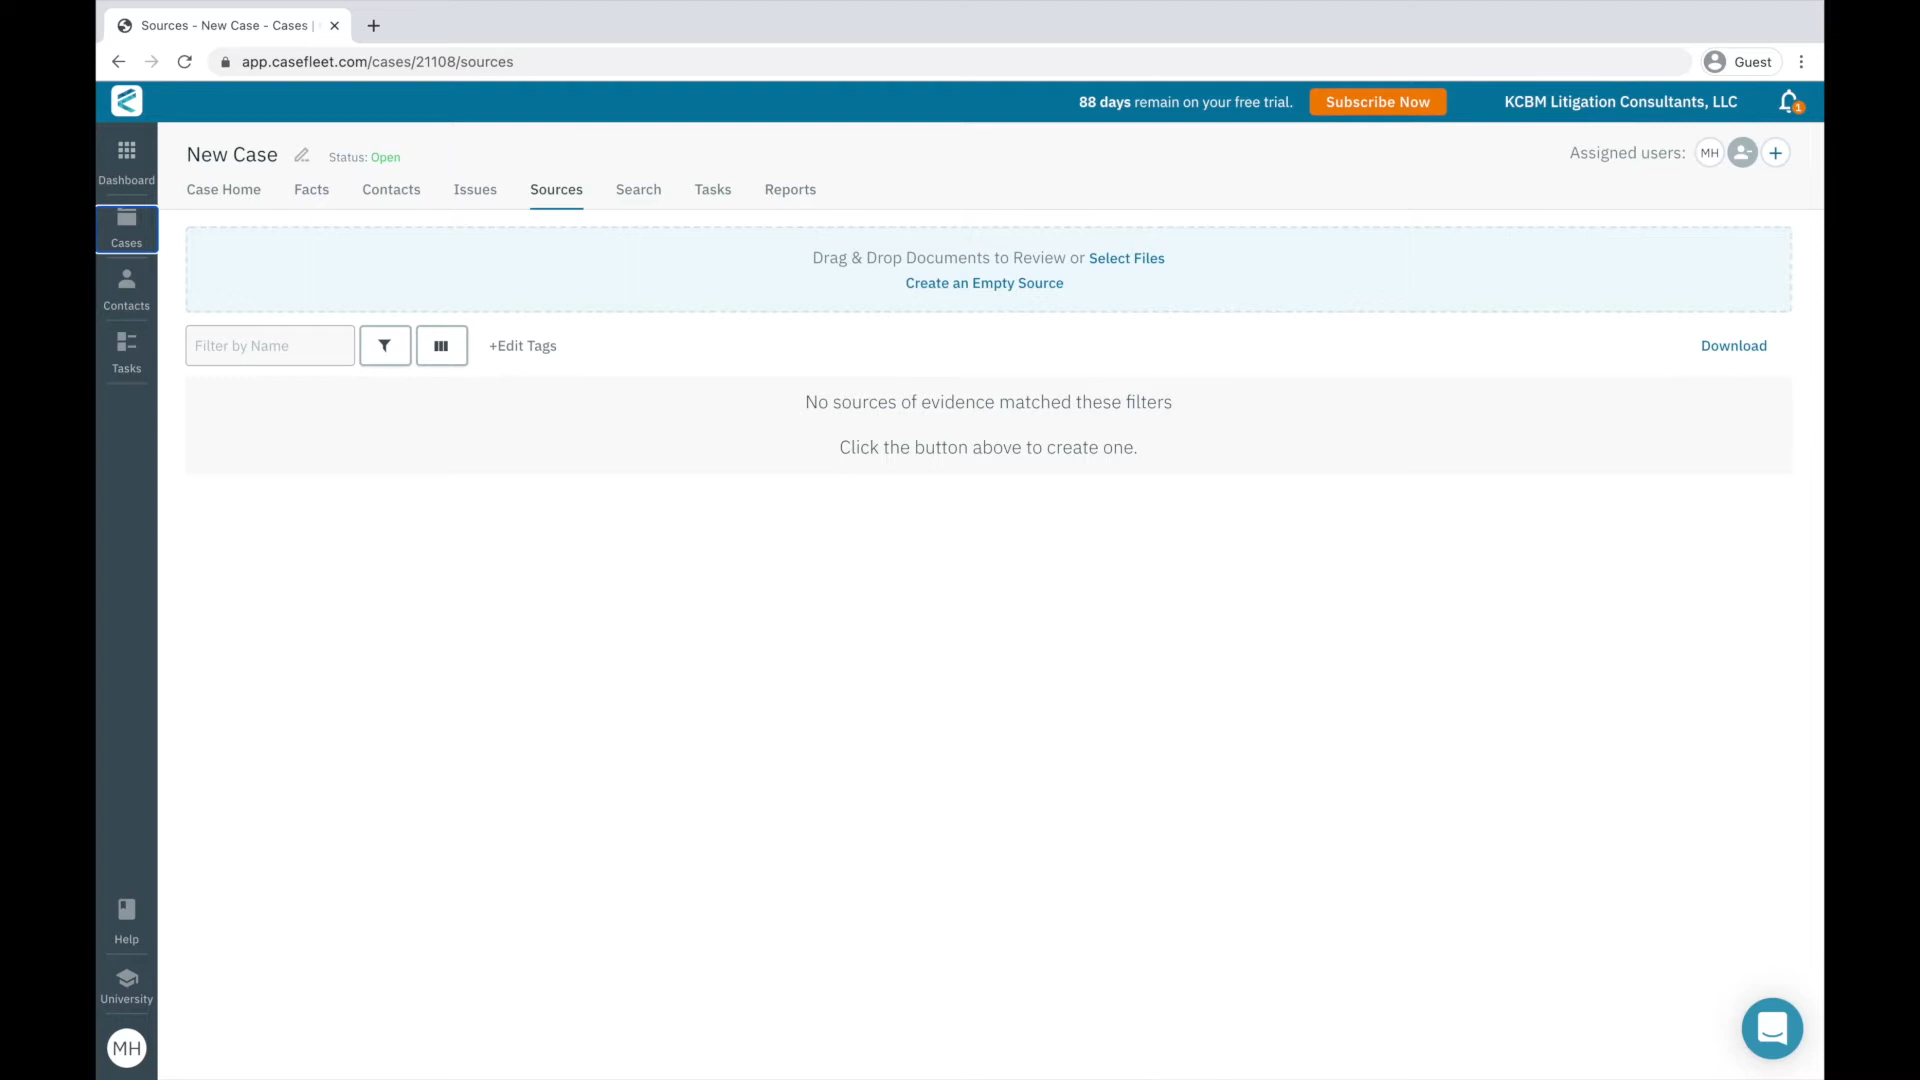 Sources - New Case - Cases |
app.casefleet.com/cases/21108/sources
Guest
88 days remain on your free trial.
Subscribe Now
KCBM Litigation Consultants, LLC
1
Dashboard
Cases
Contacts
Tasks
Help
University
MH
New Case
Status: Open
Assigned users:
MH
Case Home
Facts
Contacts
Issues
Sources
Search
Tasks
Reports
Drag & Drop Documents to Review or Select Files
Create an Empty Source
Filter by Name
+Edit Tags
Download
No sources of evidence matched these filters
Click the button above to create one.